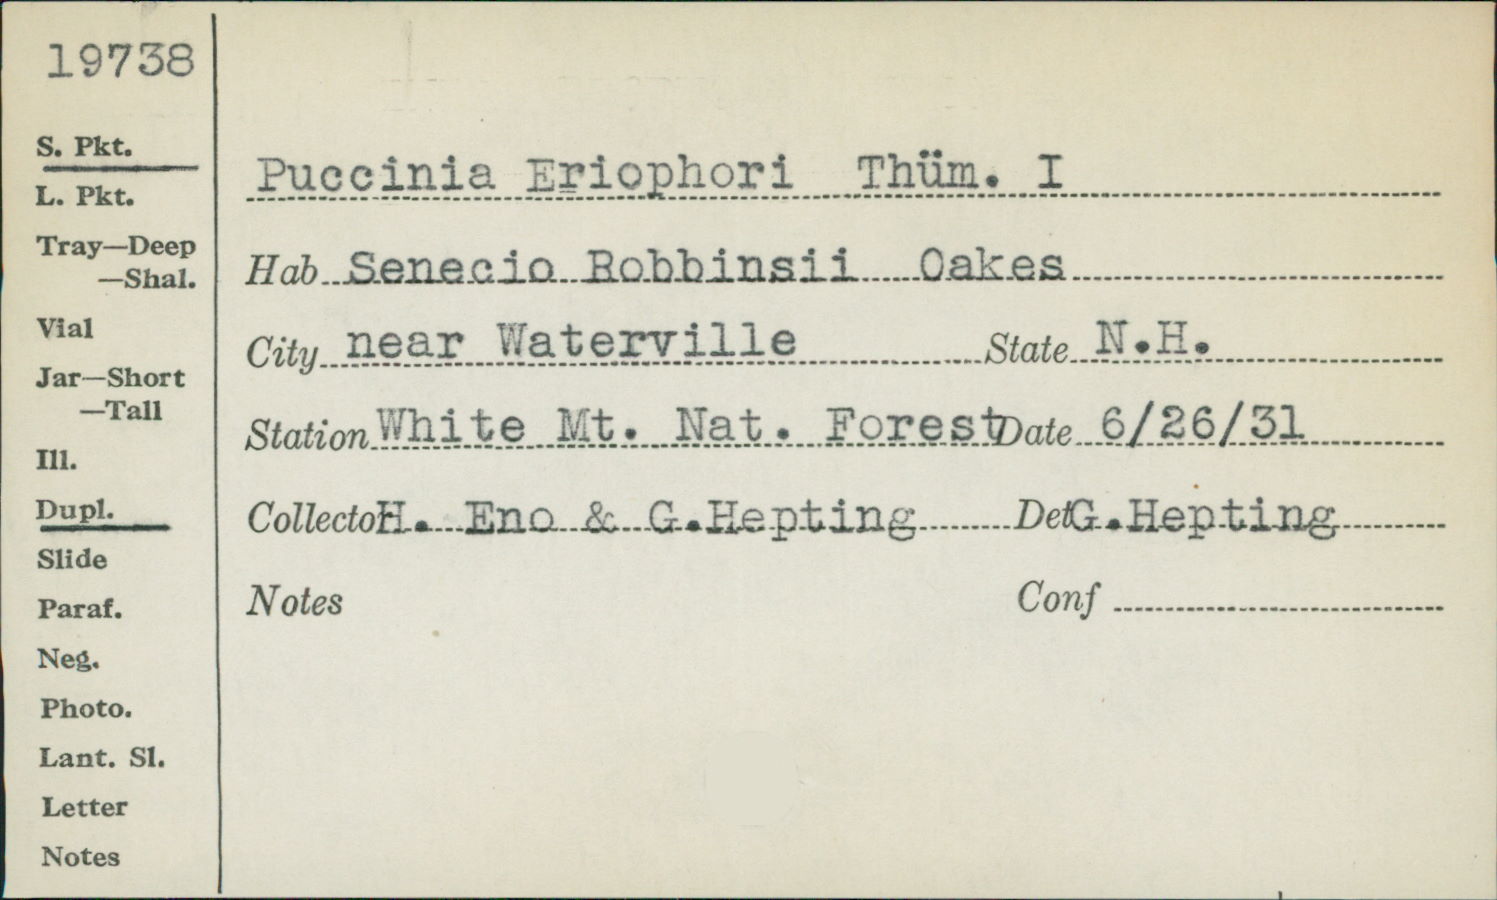 19738
S. Pkt.
L. Pkt.
Tray—Deep
—Shal.
Vial
Jar—Short
—Tall
Ill.
Dupl.
Slide
Paraf.
Neg.
Photo.
Lant. Sl.
Letter
Notes
Puccinia Eriophori Thüm. I
Hab Senecio Robbinsii Oakes
City near Waterville State N.H.
Station White Mt. Nat. Forest Date 6/26/31
Collector H. Eno & G.Hepting Det G.Hepting
Notes Conf